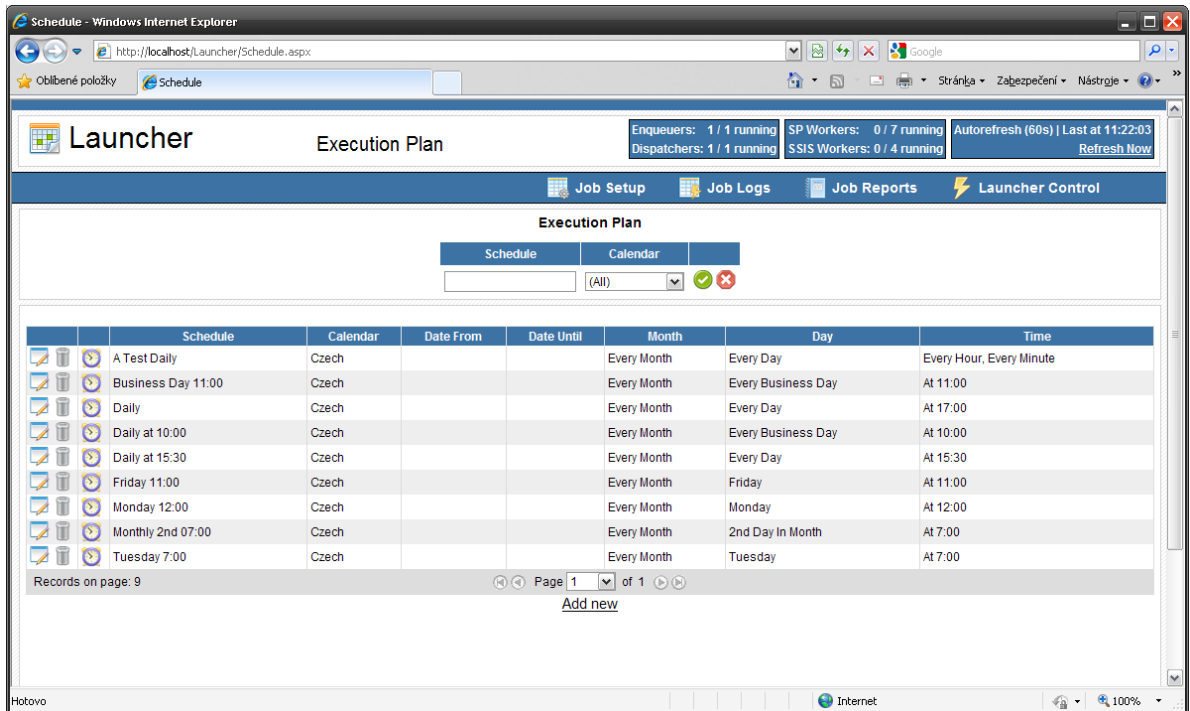 Schedule - Windows Internet Explorer
http://localhost/Launcher/Schedule.aspx
Google
Oblíbené položky
Schedule
Stránka
Zabezpečení
Nástroje
»
Launcher
Execution Plan
Enqueuers: 1 / 1 running
Dispatchers: 1 / 1 running
SP Workers: 0 / 7 running
SSIS Workers: 0 / 4 running
Autorefresh (60s) | Last at 11:22:03
Refresh Now
Job Setup
Job Logs
Job Reports
Launcher Control
Execution Plan
Schedule Calendar
(All)
Schedule Calendar Date From Date Until Month Day Time
A Test Daily Czech Every Month Every Day Every Hour, Every Minute
Business Day 11:00 Czech Every Month Every Business Day At 11:00
Daily Czech Every Month Every Day At 17:00
Daily at 10:00 Czech Every Month Every Business Day At 10:00
Daily at 15:30 Czech Every Month Every Day At 15:30
Friday 11:00 Czech Every Month Friday At 11:00
Monday 12:00 Czech Every Month Monday At 12:00
Monthly 2nd 07:00 Czech Every Month 2nd Day In Month At 7:00
Tuesday 7:00 Czech Every Month Tuesday At 7:00
Records on page: 9
Page 1 of 1
Add new
Hotovo
Internet
100%